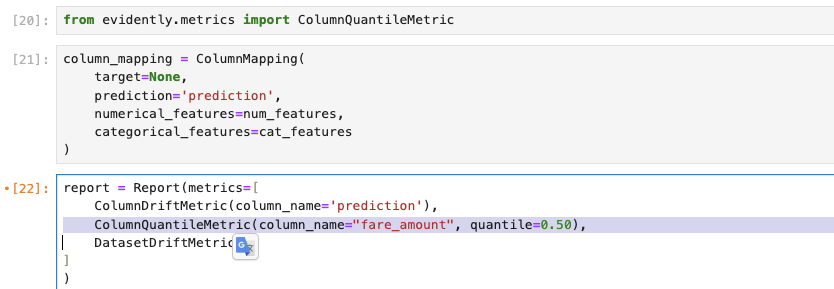 [20]: from evidently.metrics import ColumnQuantileMetric
[21]: column_mapping = ColumnMapping(
    target=None,
    prediction='prediction',
    numerical_features=num_features,
    categorical_features=cat_features
)
[22]: report = Report(metrics=[
    ColumnDriftMetric(column_name='prediction'),
    ColumnQuantileMetric(column_name="fare_amount", quantile=0.50),
    DatasetDriftMetric
]
)